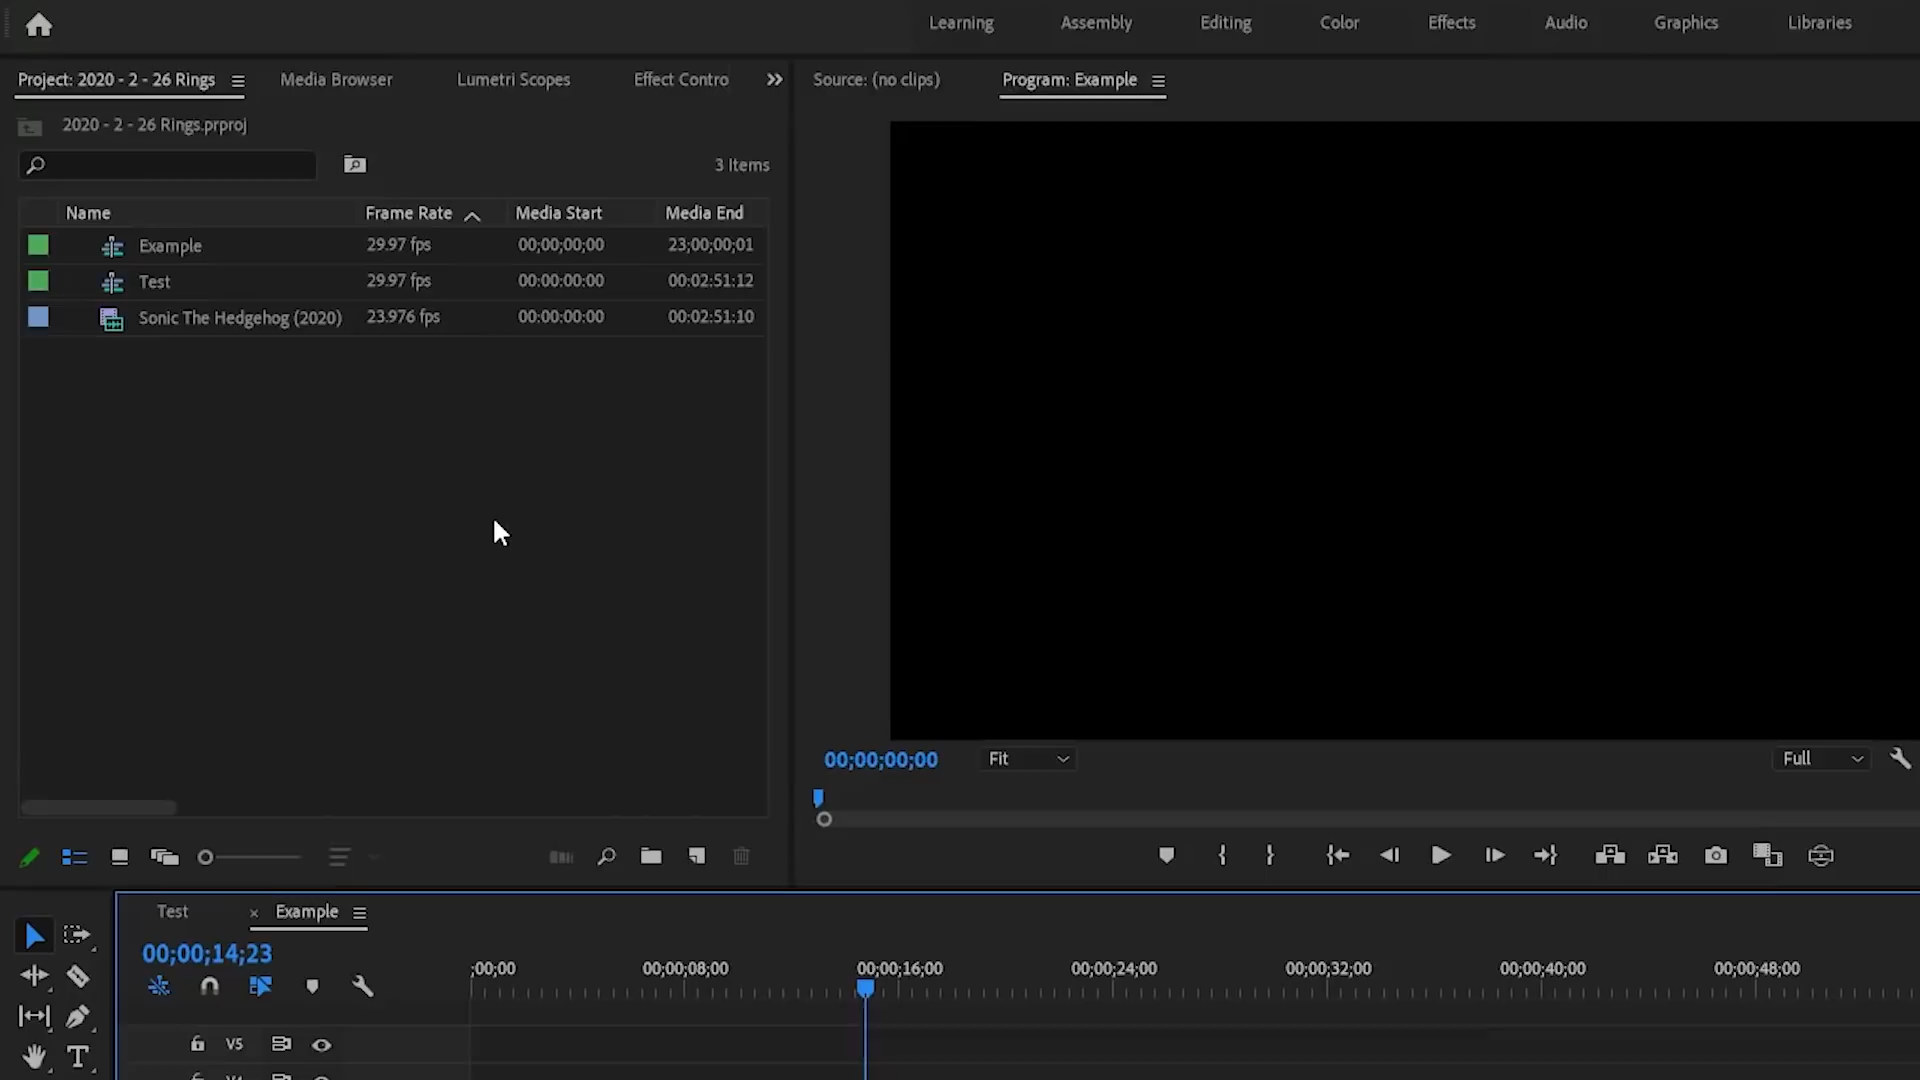 Learning Assembly Editing Color Effects Audio Graphics Libraries
Project: 2020 - 2 - 26 Rings Media Browser Lumetri Scopes Effect Contro Source: (no clips) Program: Example
2020 - 2 - 26 Rings.prproj
3 Items
Name Frame Rate Media Start Media End
Example 29.97 fps 00;00;00;00 23;00;00;01
Test 29.97 fps 00:00:00:00 00:02:51:12
Sonic The Hedgehog (2020) 23.976 fps 00:00:00:00 00:02:51:10
00;00;00;00 Fit Full
Test × Example
00;00;14;23
;00;00 00;00;08;00 00;00;16;00 00;00;24;00 00;00;32;00 00;00;40;00 00;00;48;00
V5